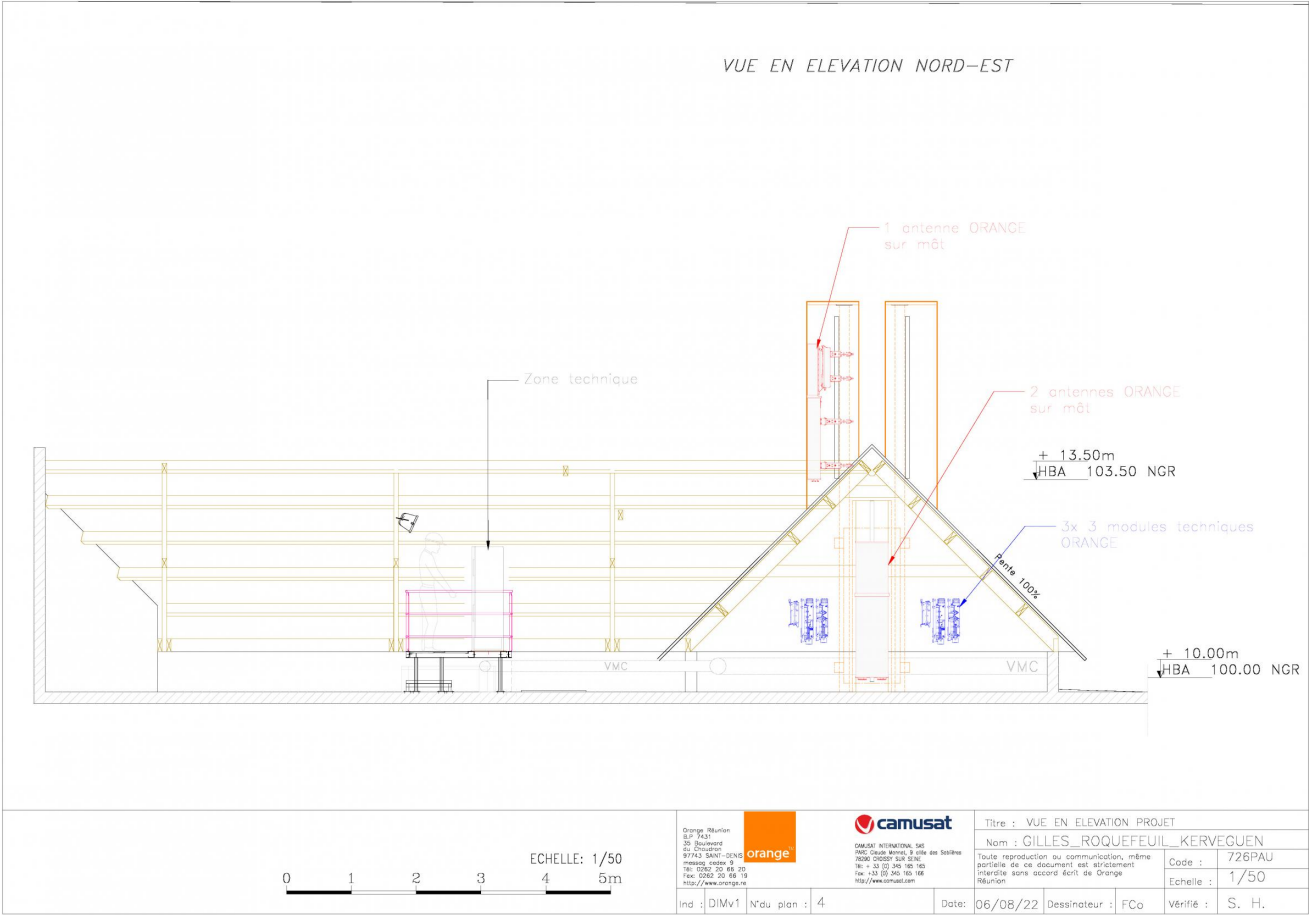 VUE EN ELEVATION NORD-EST
1 antenne ORANGE
sur mât
Zone technique
2 antennes ORANGE
sur mât
+ 13.50m
HBA 103.50 NGR
3x 3 modules techniques
ORANGE
Pente 100%
VMC
VMC
+ 10.00m
HBA 100.00 NGR
ECHELLE: 1/50
0 1 2 3 4 5m
Orange Réunion
B.P 7431
35 Boulevard
du Chaudron
97743 SAINT-DENIS
messag cedex 9
Tél: 0262 20 66 20
Fax: 0262 20 66 19
http://www.orange.re
orange
camusat
CAMUSAT INTERNATIONAL SAS
PARC Claude Monnet, 9 allée des Sablières
78290 CROISSY SUR SEINE
Tél: + 33 (0) 345 165 165
Fax: +33 (0) 345 165 166
http://www.camusat.com
Titre : VUE EN ELEVATION PROJET
Nom : GILLES_ROQUEFEUIL_KERVEGUEN
Toute reproduction ou communication, même
partielle de ce document est strictement
interdite sans accord écrit de Orange
Réunion
Code : 726PAU
Echelle : 1/50
Ind : DIMv1 N°du plan : 4
Date: 06/08/22 Dessinateur : FCo Vérifié : S. H.